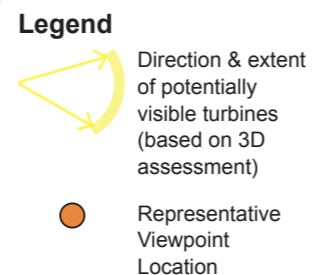 Legend
Direction & extent
of potentially
visible turbines
(based on 3D
assessment)
Representative
Viewpoint
Location